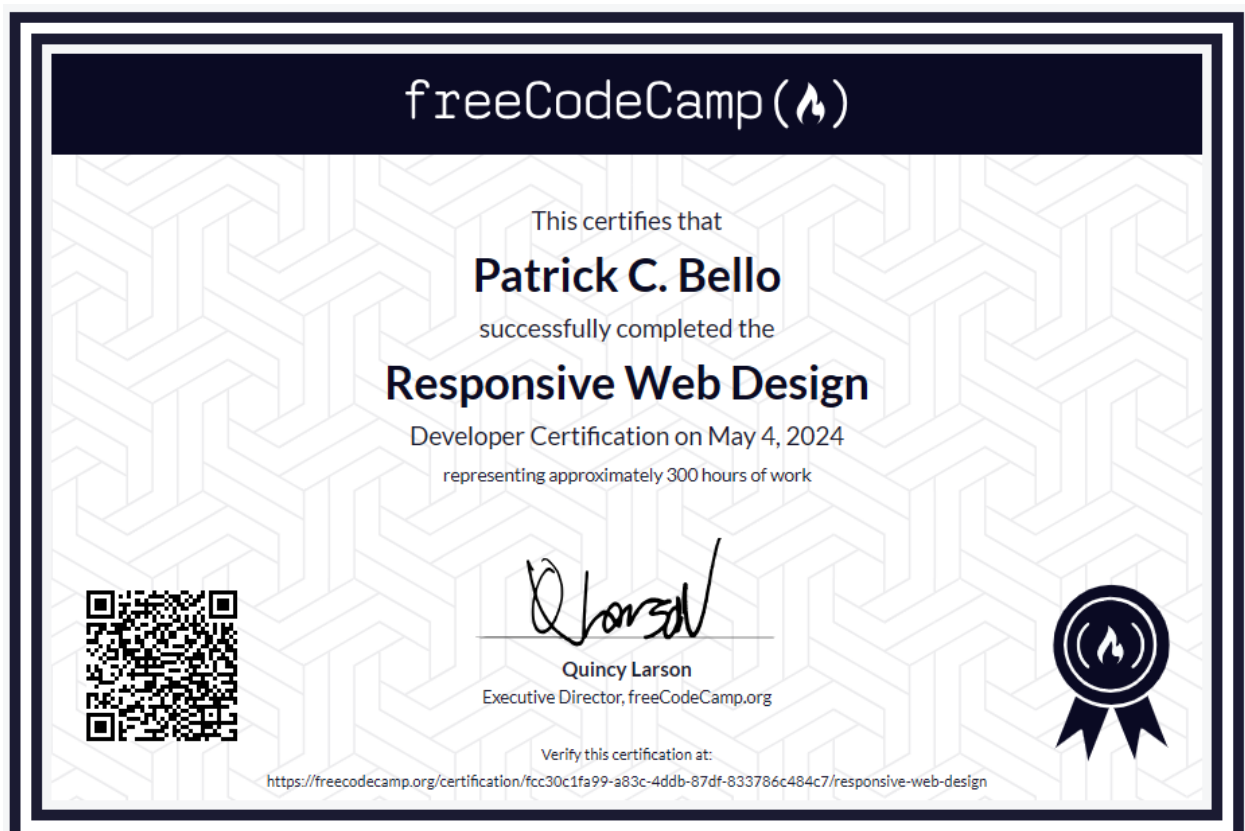 freeCodeCamp(🔥)
This certifies that
Patrick C. Bello
successfully completed the
Responsive Web Design
Developer Certification on May 4, 2024
representing approximately 300 hours of work
Quincy Larson
Executive Director, freeCodeCamp.org
Verify this certification at:
https://freecodecamp.org/certification/fcc30c1fa99-a83c-4ddb-87df-833786c484c7/responsive-web-design